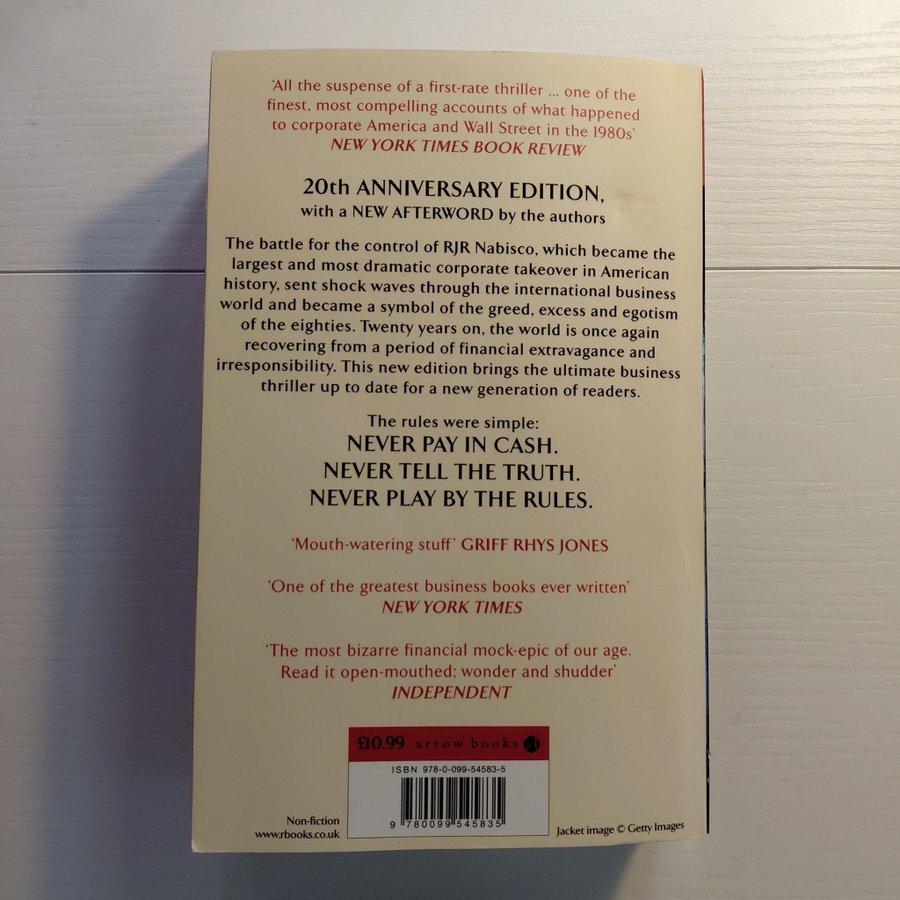 'All the suspense of a first-rate thriller ... one of the
finest, most compelling accounts of what happened
to corporate America and Wall Street in the 1980s'
NEW YORK TIMES BOOK REVIEW
20th ANNIVERSARY EDITION,
with a NEW AFTERWORD by the authors
The battle for the control of RJR Nabisco, which became the
largest and most dramatic corporate takeover in American
history, sent shock waves through the international business
world and became a symbol of the greed, excess and egotism
of the eighties. Twenty years on, the world is once again
recovering from a period of financial extravagance and
irresponsibility. This new edition brings the ultimate business
thriller up to date for a new generation of readers.
The rules were simple:
NEVER PAY IN CASH.
NEVER TELL THE TRUTH.
NEVER PLAY BY THE RULES.
'Mouth-watering stuff' GRIFF RHYS JONES
'One of the greatest business books ever written'
NEW YORK TIMES
'The most bizarre financial mock-epic of our age.
Read it open-mouthed; wonder and shudder'
INDEPENDENT
£10.99 arrow books
ISBN 978-0-099-54583-5
9 780099 545835
Non-fiction
www.rbooks.co.uk
Jacket image © Getty Images